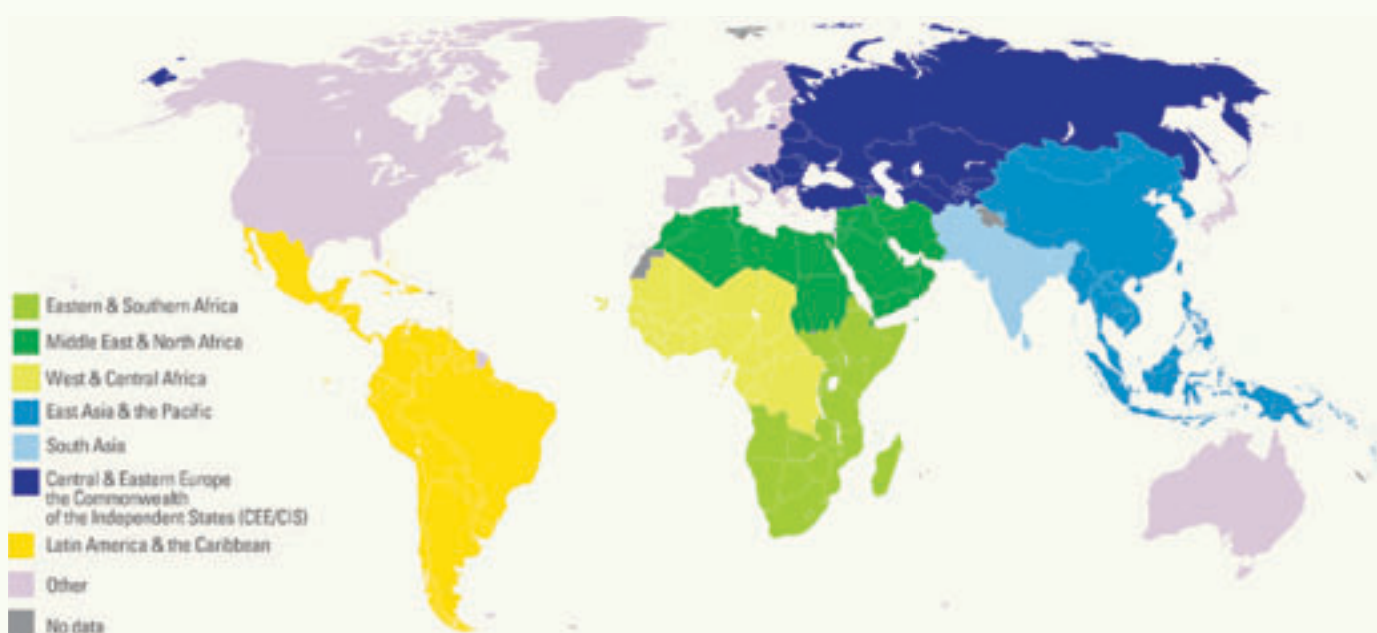 Eastern & Southern Africa
Middle East & North Africa
West & Central Africa
East Asia & the Pacific
South Asia
Central & Eastern Europe
the Commonwealth
of the Independent States (CEE/CIS)
Latin America & the Caribbean
Other
No data